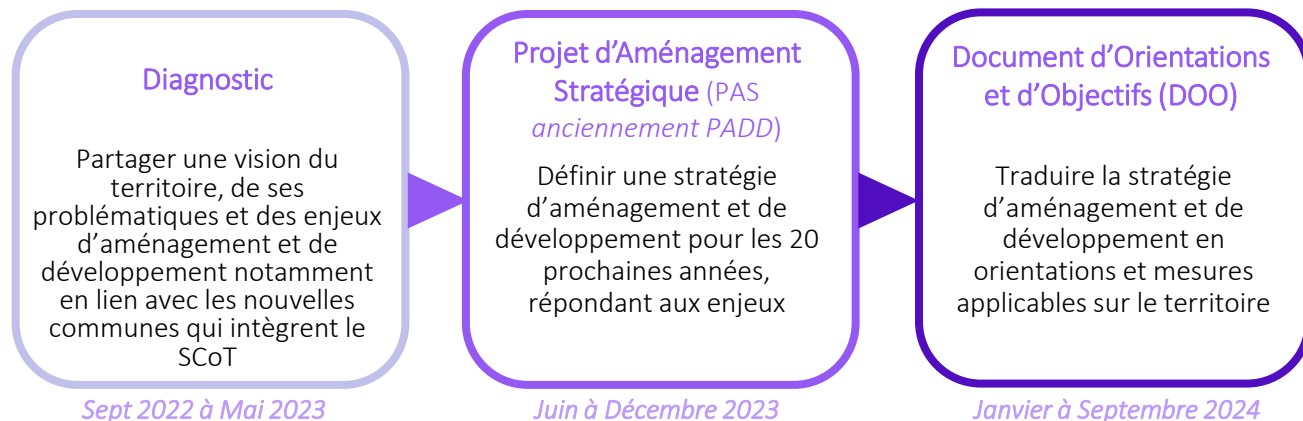 Diagnostic
Partager une vision du
territoire, de ses
problématiques et des enjeux
d’aménagement et de
développement notamment
en lien avec les nouvelles
communes qui intègrent le
SCoT
Sept 2022 à Mai 2023
Projet d’Aménagement
Stratégique (PAS
anciennement PADD)
Définir une stratégie
d’aménagement et de
développement pour les 20
prochaines années,
répondant aux enjeux
Juin à Décembre 2023
Document d’Orientations
et d’Objectifs (DOO)
Traduire la stratégie
d’aménagement et de
développement en
orientations et mesures
applicables sur le territoire
Janvier à Septembre 2024